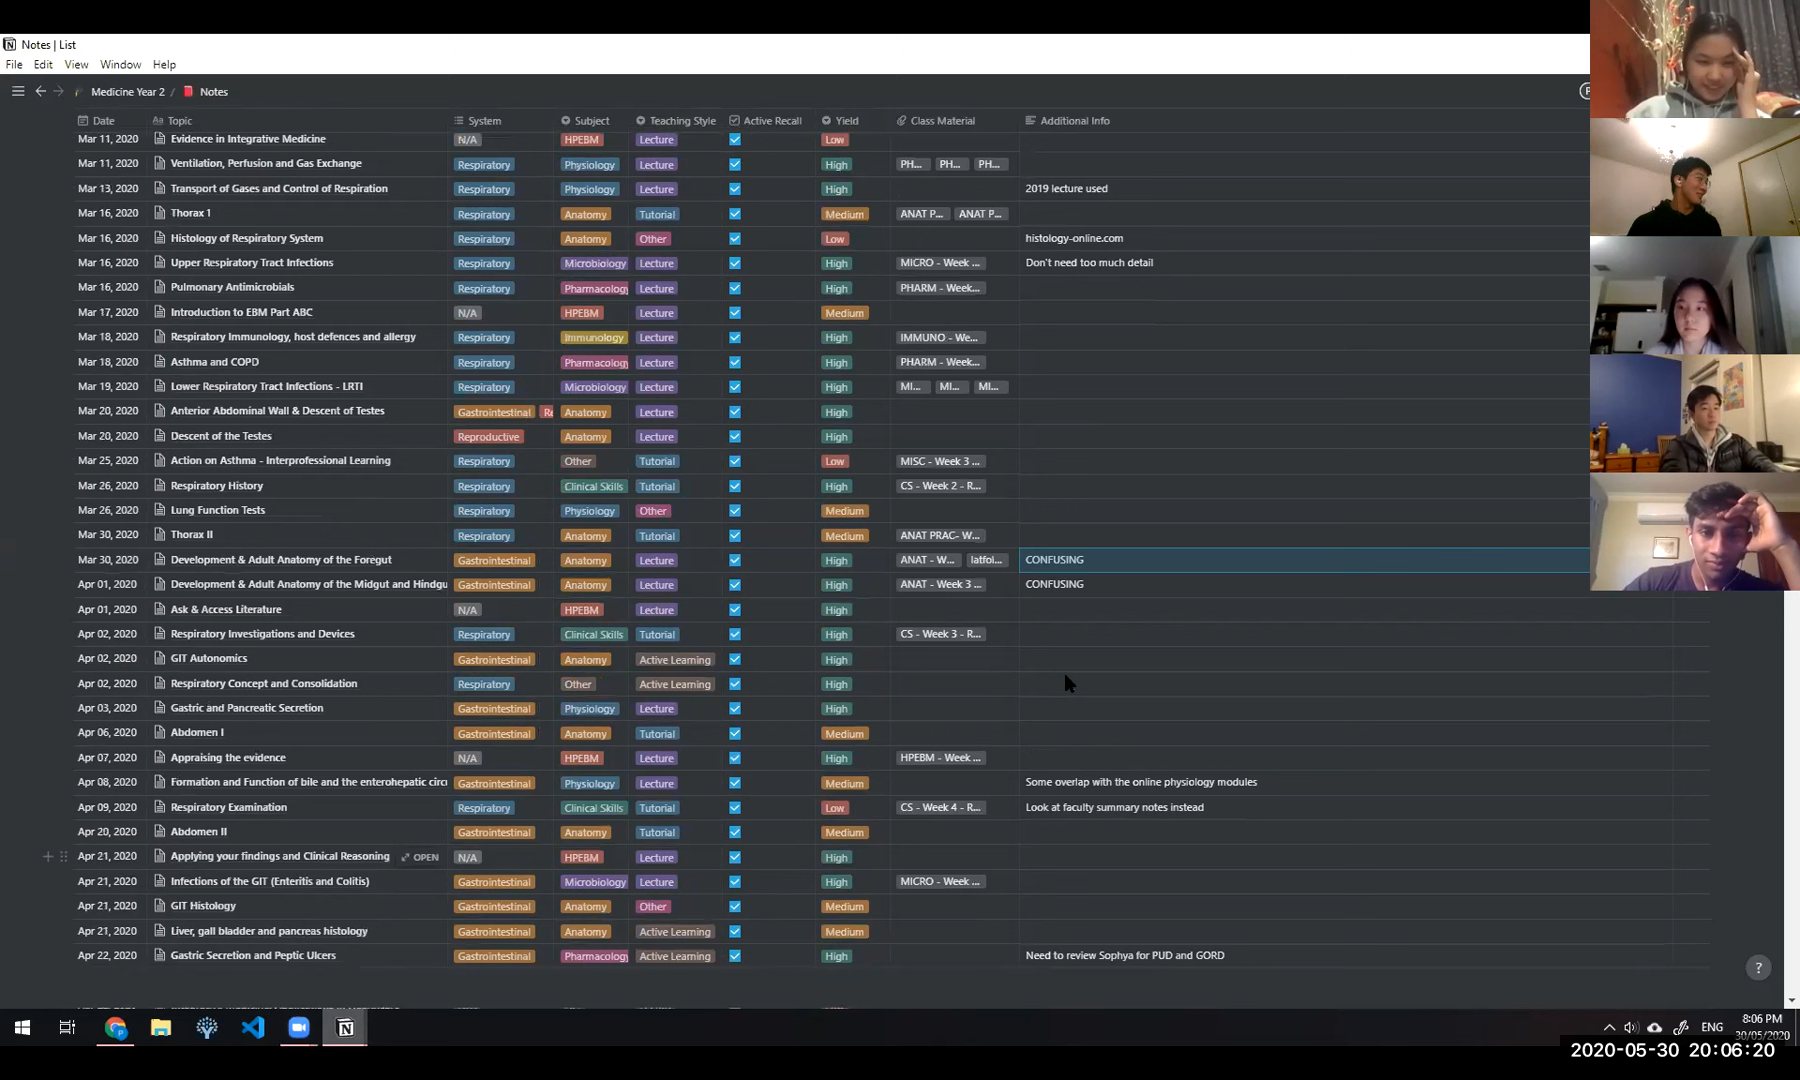 Notes | List
File Edit View Window Help
Medicine Year 2 / Notes
Date Aa Topic System Subject Teaching Style Active Recall Yield Class Material Additional Info
Mar 11, 2020 Evidence in Integrative Medicine N/A HPEBM Lecture Low
Mar 11, 2020 Ventilation, Perfusion and Gas Exchange Respiratory Physiology Lecture High PH... PH... PH...
Mar 13, 2020 Transport of Gases and Control of Respiration Respiratory Physiology Lecture High 2019 lecture used
Mar 16, 2020 Thorax 1 Respiratory Anatomy Tutorial Medium ANAT P... ANAT P...
Mar 16, 2020 Histology of Respiratory System Respiratory Anatomy Other Low histology-online.com
Mar 16, 2020 Upper Respiratory Tract Infections Respiratory Microbiology Lecture High MICRO - Week ... Don't need too much detail
Mar 16, 2020 Pulmonary Antimicrobials Respiratory Pharmacology Lecture High PHARM - Week...
Mar 17, 2020 Introduction to EBM Part ABC N/A HPEBM Lecture Medium
Mar 18, 2020 Respiratory Immunology, host defences and allergy Respiratory Immunology Lecture High IMMUNO - We...
Mar 18, 2020 Asthma and COPD Respiratory Pharmacology Lecture High PHARM - Week...
Mar 19, 2020 Lower Respiratory Tract Infections - LRTI Respiratory Microbiology Lecture High MI... MI... MI...
Mar 20, 2020 Anterior Abdominal Wall & Descent of Testes Gastrointestinal Re Anatomy Lecture High
Mar 20, 2020 Descent of the Testes Reproductive Anatomy Lecture High
Mar 25, 2020 Action on Asthma - Interprofessional Learning Respiratory Other Tutorial Low MISC - Week 3 ...
Mar 26, 2020 Respiratory History Respiratory Clinical Skills Tutorial High CS - Week 2 - R...
Mar 26, 2020 Lung Function Tests Respiratory Physiology Other Medium
Mar 30, 2020 Thorax II Respiratory Anatomy Tutorial Medium ANAT PRAC- W...
Mar 30, 2020 Development & Adult Anatomy of the Foregut Gastrointestinal Anatomy Lecture High ANAT - W... latfol... CONFUSING
Apr 01, 2020 Development & Adult Anatomy of the Midgut and Hindgu Gastrointestinal Anatomy Lecture High ANAT - Week 3 ... CONFUSING
Apr 01, 2020 Ask & Access Literature N/A HPEBM Lecture High
Apr 02, 2020 Respiratory Investigations and Devices Respiratory Clinical Skills Tutorial High CS - Week 3 - R...
Apr 02, 2020 GIT Autonomics Gastrointestinal Anatomy Active Learning High
Apr 02, 2020 Respiratory Concept and Consolidation Respiratory Other Active Learning High
Apr 03, 2020 Gastric and Pancreatic Secretion Gastrointestinal Physiology Lecture High
Apr 06, 2020 Abdomen I Gastrointestinal Anatomy Tutorial Medium
Apr 07, 2020 Appraising the evidence N/A HPEBM Lecture High HPEBM - Week ...
Apr 08, 2020 Formation and Function of bile and the enterohepatic circ Gastrointestinal Physiology Lecture Medium Some overlap with the online physiology modules
Apr 09, 2020 Respiratory Examination Respiratory Clinical Skills Tutorial Low CS - Week 4 - R... Look at faculty summary notes instead
Apr 20, 2020 Abdomen II Gastrointestinal Anatomy Tutorial Medium
Apr 21, 2020 Applying your findings and Clinical Reasoning OPEN N/A HPEBM Lecture High
Apr 21, 2020 Infections of the GIT (Enteritis and Colitis) Gastrointestinal Microbiology Lecture High MICRO - Week ...
Apr 21, 2020 GIT Histology Gastrointestinal Anatomy Other Medium
Apr 21, 2020 Liver, gall bladder and pancreas histology Gastrointestinal Anatomy Active Learning Medium
Apr 22, 2020 Gastric Secretion and Peptic Ulcers Gastrointestinal Pharmacology Active Learning High Need to review Sophya for PUD and GORD
?
ENG
8:06 PM
30/05/2020
2020-05-30 20:06:20